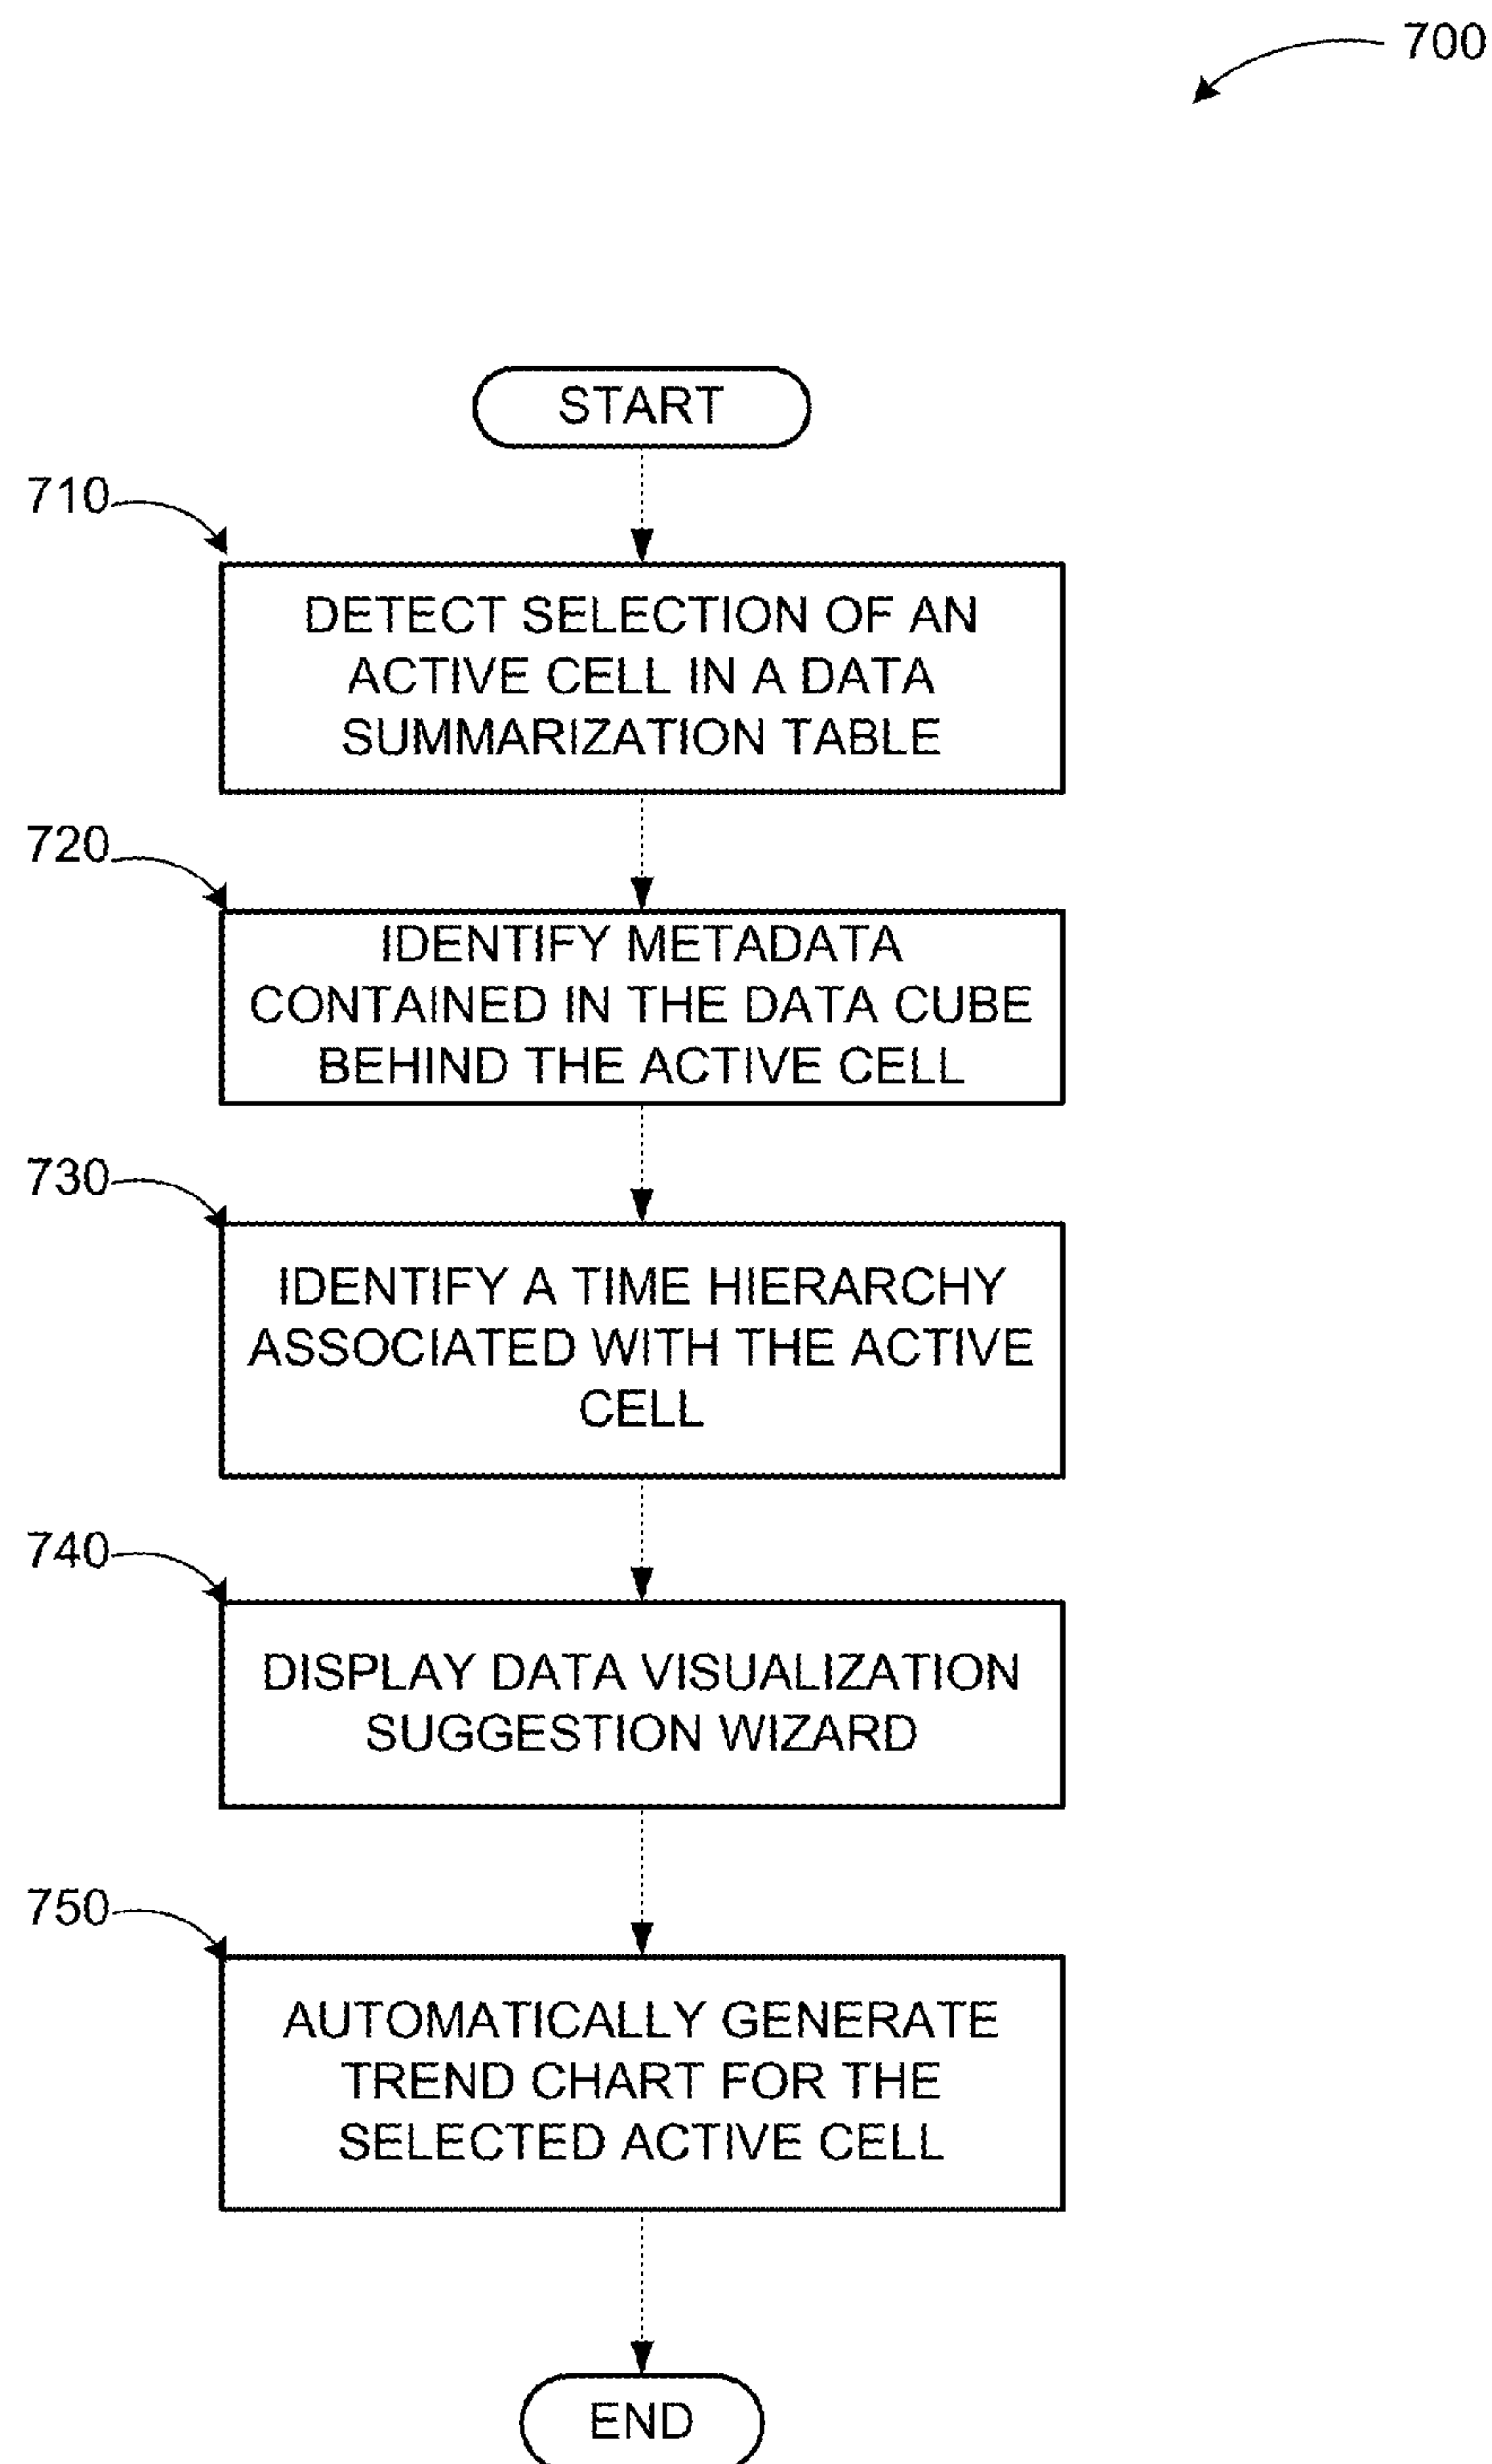 700
START
710
DETECT SELECTION OF AN
ACTIVE CELL IN A DATA
SUMMARIZATION TABLE
720
IDENTIFY METADATA
CONTAINED IN THE DATA CUBE
BEHIND THE ACTIVE CELL
730
IDENTIFY A TIME HIERARCHY
ASSOCIATED WITH THE ACTIVE
CELL
740
DISPLAY DATA VISUALIZATION
SUGGESTION WIZARD
750
AUTOMATICALLY GENERATE
TREND CHART FOR THE
SELECTED ACTIVE CELL
END